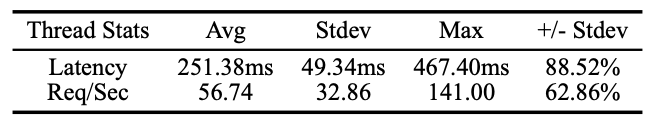 Thread Stats Avg Stdev Max +/- Stdev
Latency 251.38ms 49.34ms 467.40ms 88.52%
Req/Sec 56.74 32.86 141.00 62.86%